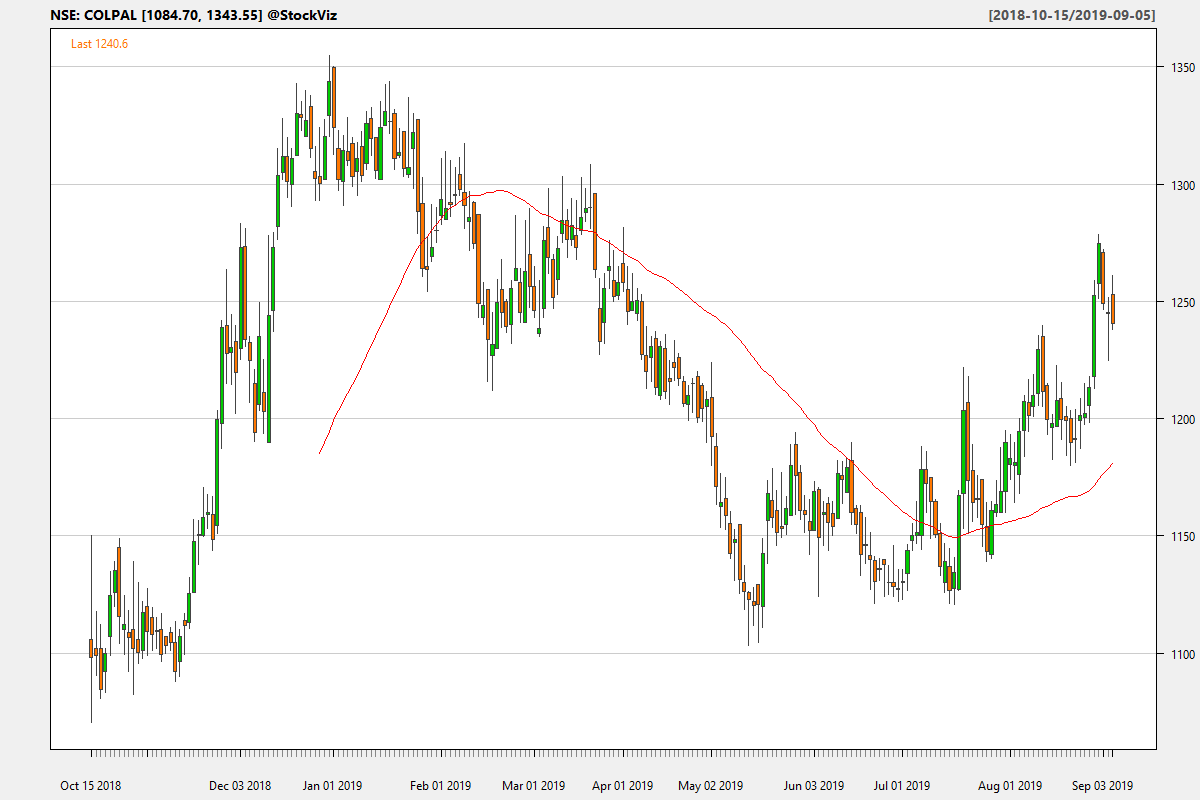 NSE: COLPAL [1084.70, 1343.55] @StockViz
[2018-10-15/2019-09-05]
Last 1240.6
1350
1300
1250
1200
1150
1100
Oct 15 2018 Dec 03 2018 Jan 01 2019 Feb 01 2019 Mar 01 2019 Apr 01 2019 May 02 2019 Jun 03 2019 Jul 01 2019 Aug 01 2019 Sep 03 2019